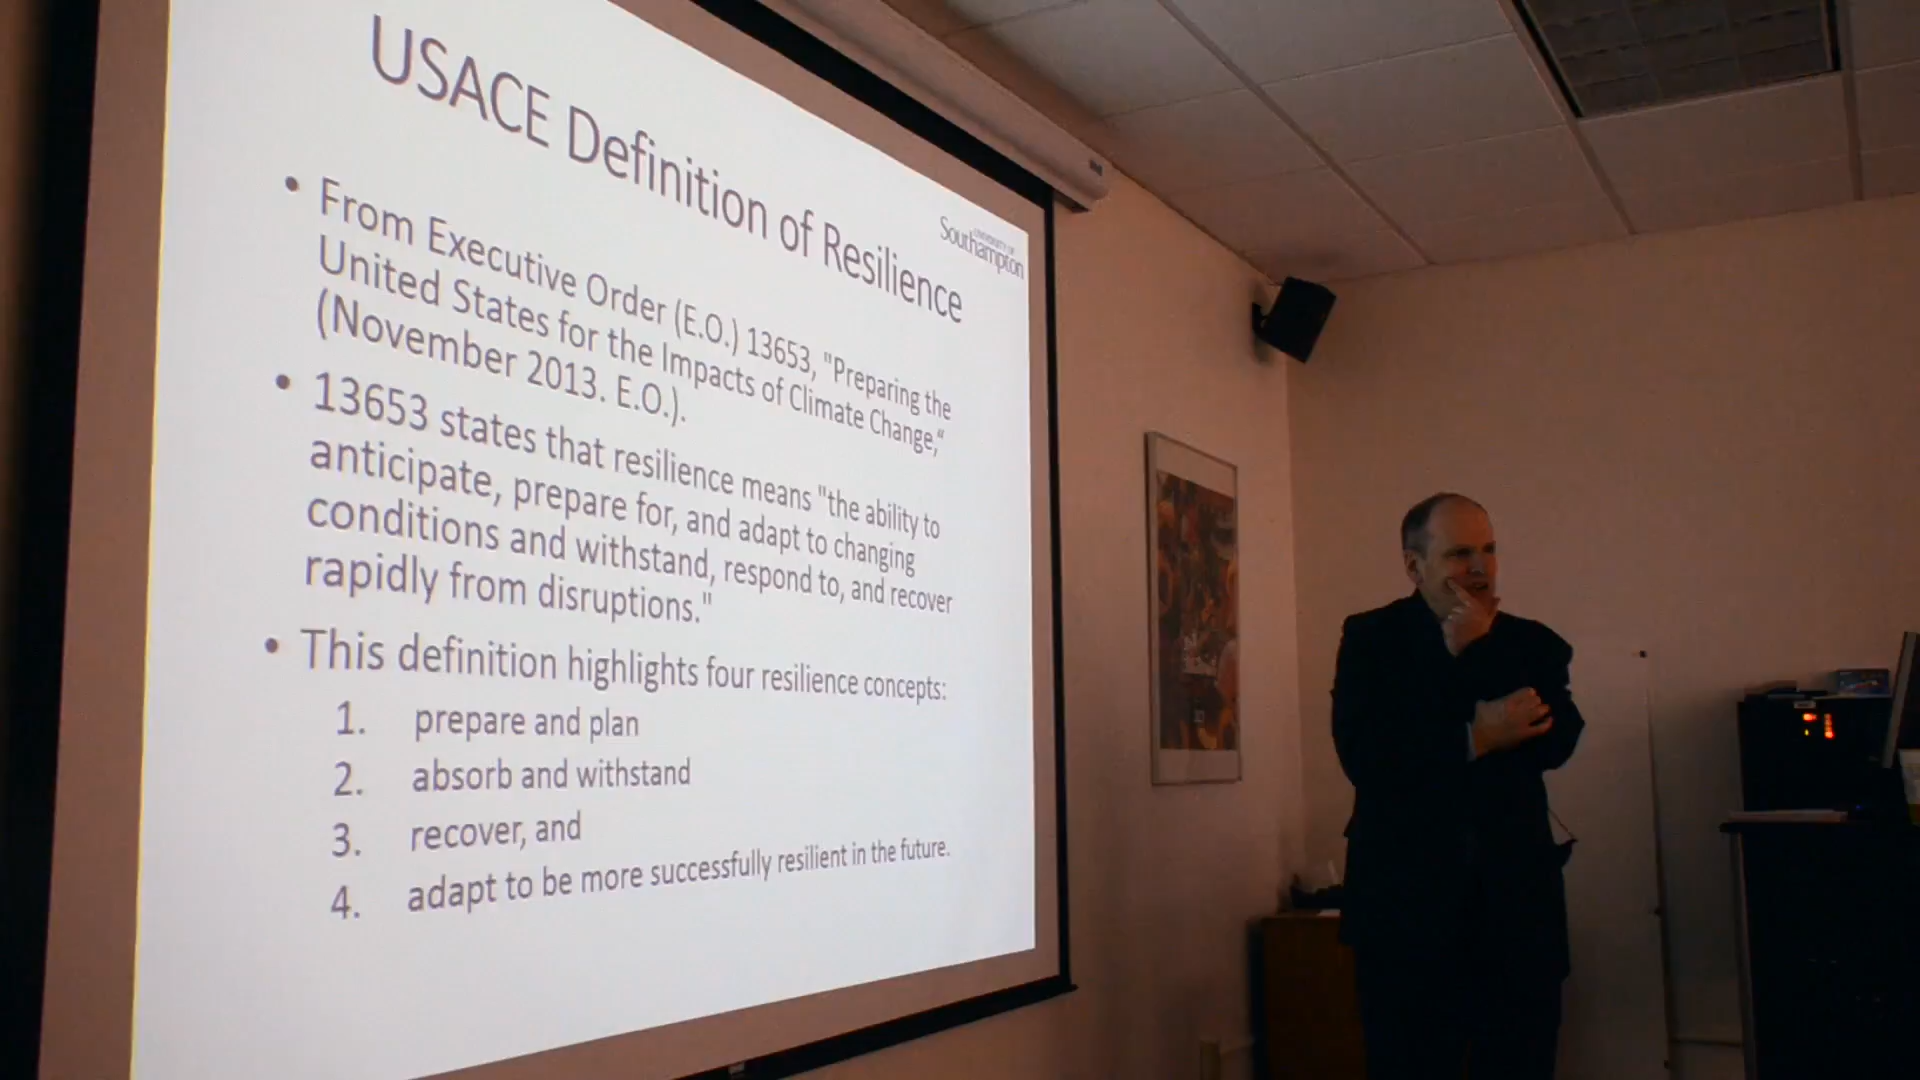 USACE Definition of Resilience
UNIVERSITY OF
Southampton
• From Executive Order (E.O.) 13653, "Preparing the
United States for the Impacts of Climate Change,"
(November 2013. E.O.).
• 13653 states that resilience means "the ability to
anticipate, prepare for, and adapt to changing
conditions and withstand, respond to, and recover
rapidly from disruptions."
• This definition highlights four resilience concepts:
1. prepare and plan
2. absorb and withstand
3. recover, and
4. adapt to be more successfully resilient in the future.